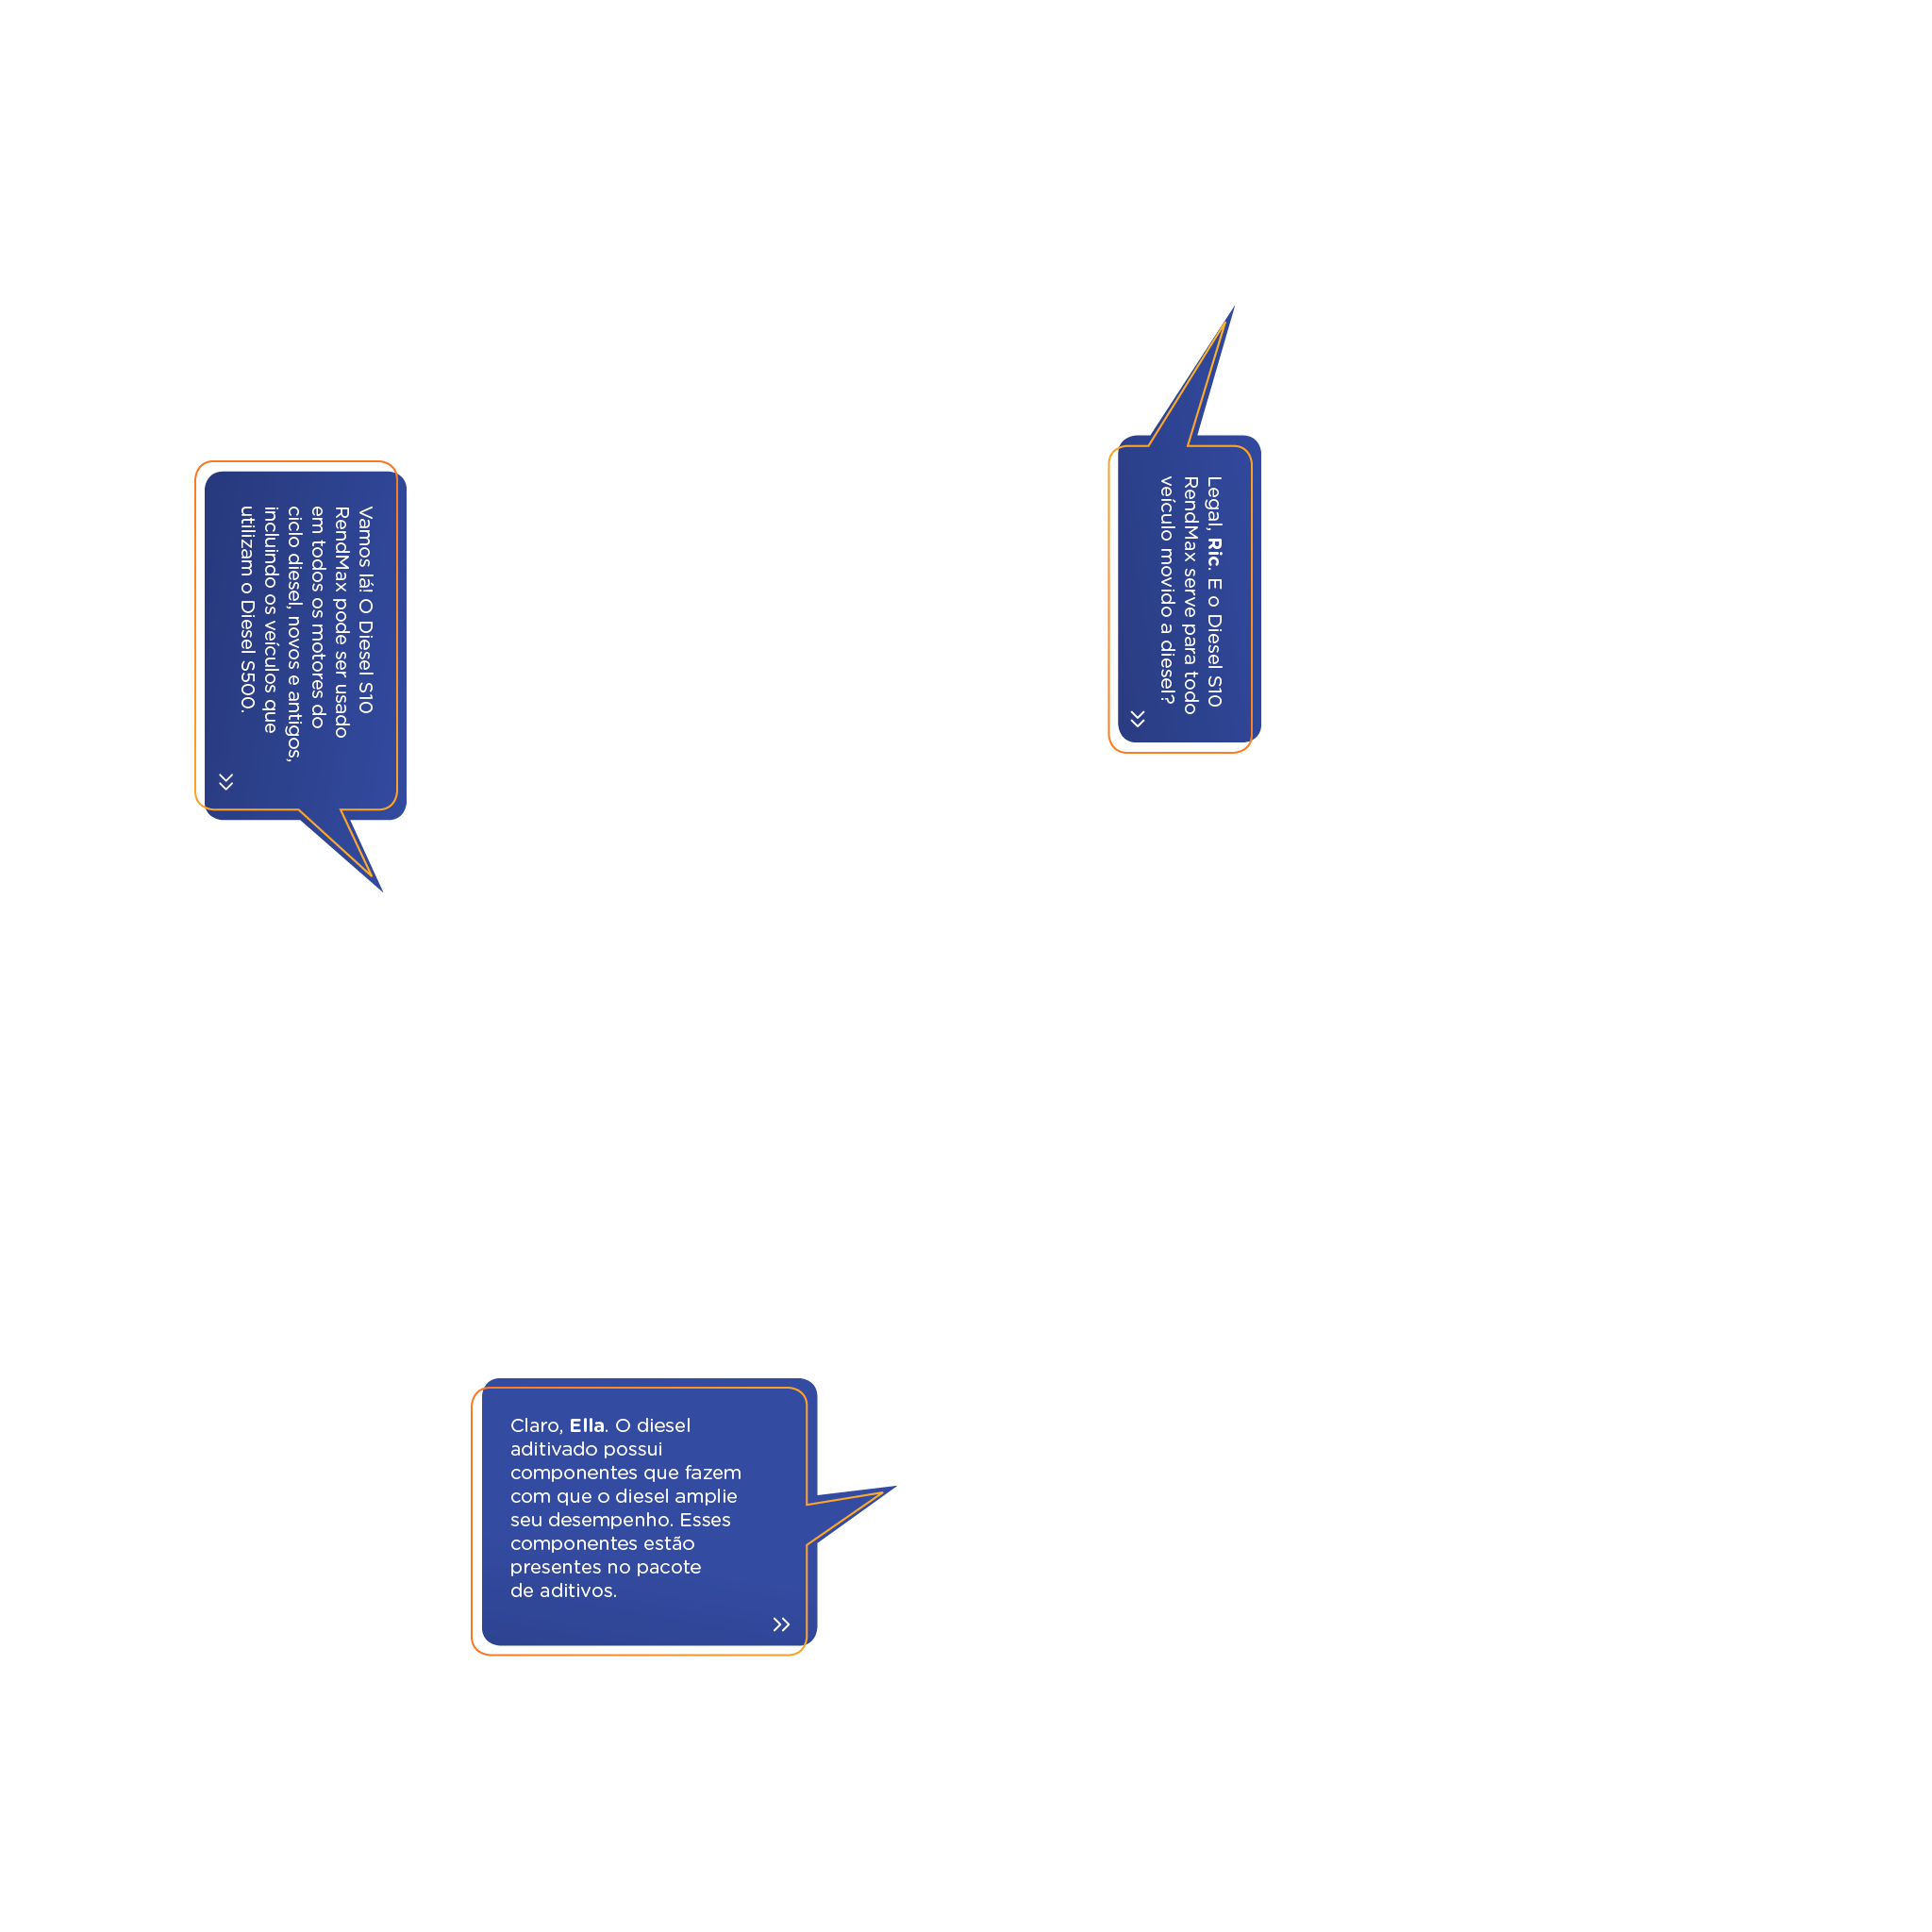 Vamos lá! O Diesel S10
RendMax pode ser usado
em todos os motores do
ciclo diesel, novos e antigos,
incluindo os veículos que
utilizam o Diesel S500.
Legal, Ric. E o Diesel S10
RendMax serve para todo
veículo movido a diesel?
Claro, Ella. O diesel
aditivado possui
componentes que fazem
com que o diesel amplie
seu desempenho. Esses
componentes estão
presentes no pacote
de aditivos.